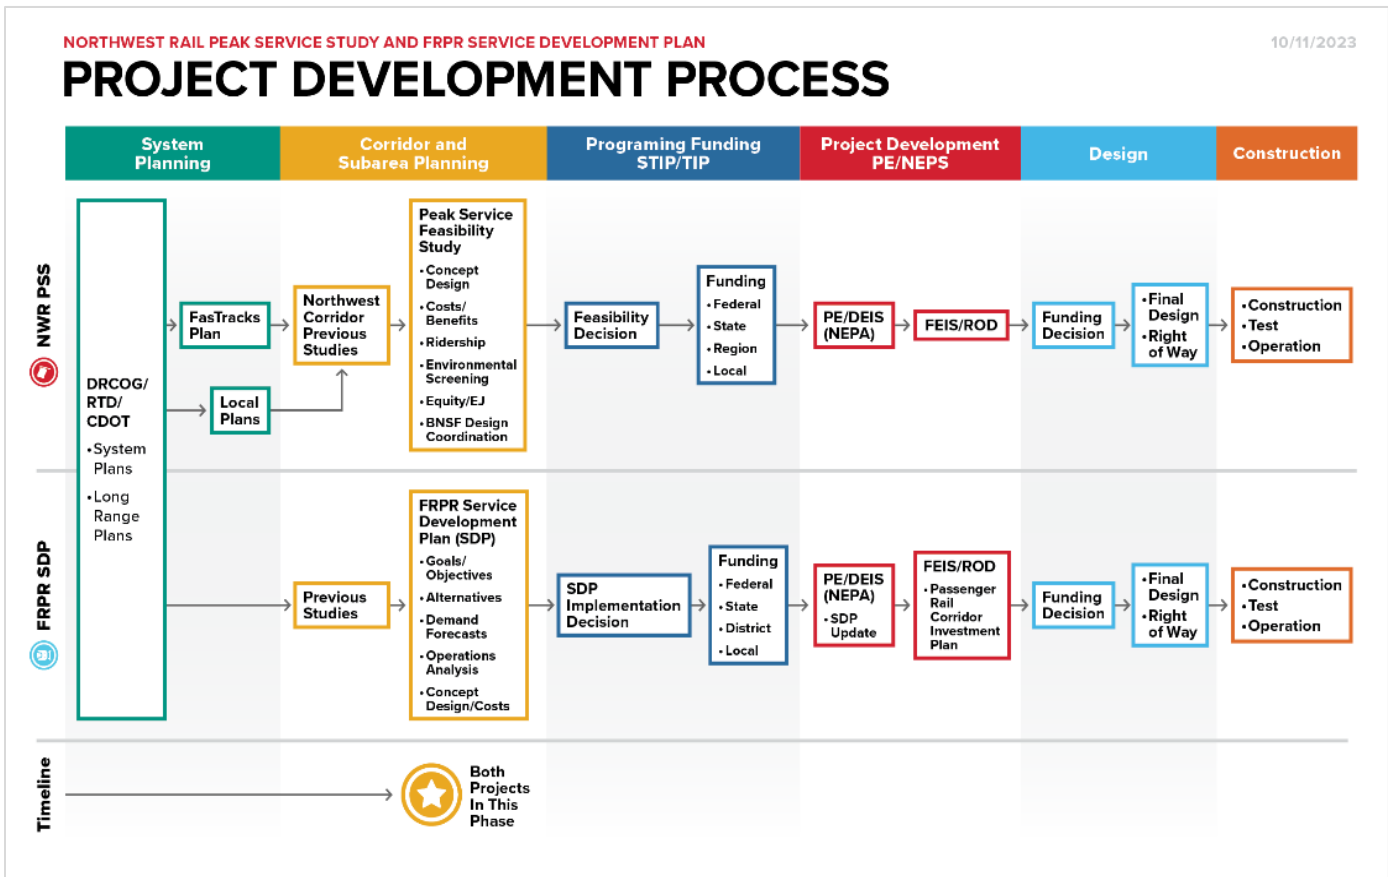 NORTHWEST RAIL PEAK SERVICE STUDY AND FRPR SERVICE DEVELOPMENT PLAN
10/11/2023
PROJECT DEVELOPMENT PROCESS
System
Planning
Corridor and
Subarea Planning
Programing Funding
STIP/TIP
Project Development
PE/NEPS
Design
Construction
NWR PSS
DRCOG/
RTD/
CDOT
•System
Plans
•Long
Range
Plans
FasTracks
Plan
Local
Plans
Northwest
Corridor
Previous
Studies
Peak Service
Feasibility
Study
•Concept
Design
•Costs/
Benefits
•Ridership
•Environmental
Screening
•Equity/EJ
•BNSF Design
Coordination
Feasibility
Decision
Funding
•Federal
•State
•Region
•Local
PE/DEIS
(NEPA)
FEIS/ROD
Funding
Decision
•Final
Design
•Right
of Way
•Construction
•Test
•Operation
FRPR SDP
Previous
Studies
FRPR Service
Development
Plan (SDP)
•Goals/
Objectives
•Alternatives
•Demand
Forecasts
•Operations
Analysis
•Concept
Design/Costs
SDP
Implementation
Decision
Funding
•Federal
•State
•District
•Local
PE/DEIS
(NEPA)
•SDP
Update
FEIS/ROD
•Passenger
Rail
Corridor
Investment
Plan
Funding
Decision
•Final
Design
•Right
of Way
•Construction
•Test
•Operation
Timeline
Both
Projects
In This
Phase